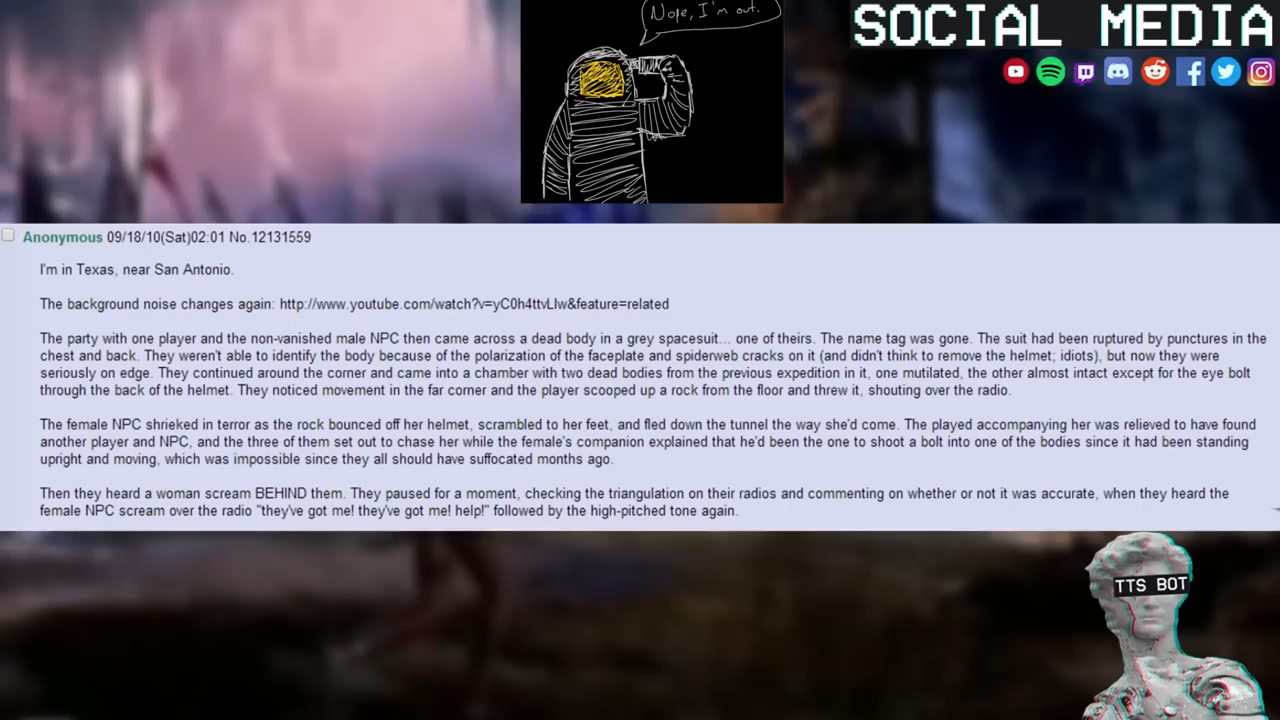 Nope, I'm out.
SOCIAL MEDIA
Anonymous 09/18/10(Sat)02:01 No.12131559
I'm in Texas, near San Antonio.
The background noise changes again: http://www.youtube.com/watch?v=yC0h4ttvLIw&feature=related
The party with one player and the non-vanished male NPC then came across a dead body in a grey spacesuit... one of theirs. The name tag was gone. The suit had been ruptured by punctures in the
chest and back. They weren't able to identify the body because of the polarization of the faceplate and spiderweb cracks on it (and didn't think to remove the helmet; idiots), but now they were
seriously on edge. They continued around the corner and came into a chamber with two dead bodies from the previous expedition in it, one mutilated, the other almost intact except for the eye bolt
through the back of the helmet. They noticed movement in the far corner and the player scooped up a rock from the floor and threw it, shouting over the radio.
The female NPC shrieked in terror as the rock bounced off her helmet, scrambled to her feet, and fled down the tunnel the way she'd come. The played accompanying her was relieved to have found
another player and NPC, and the three of them set out to chase her while the female's companion explained that he'd been the one to shoot a bolt into one of the bodies since it had been standing
upright and moving, which was impossible since they all should have suffocated months ago.
Then they heard a woman scream BEHIND them. They paused for a moment, checking the triangulation on their radios and commenting on whether or not it was accurate, when they heard the
female NPC scream over the radio "they've got me! they've got me! help!" followed by the high-pitched tone again.
TTS BOT